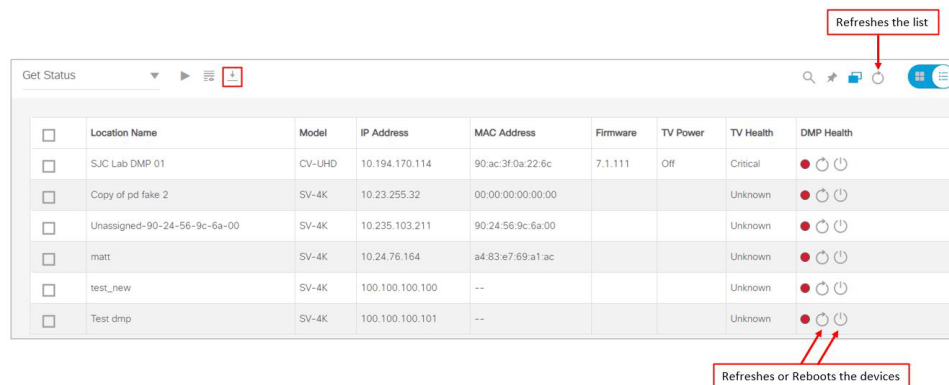 Refreshes the list
Get Status
Location Name Model IP Address MAC Address Firmware TV Power TV Health DMP Health
SJC Lab DMP 01 CV-UHD 10.194.170.114 90:ac:3f:0a:22:6c 7.1.111 Off Critical
Copy of pd fake 2 SV-4K 10.23.255.32 00:00:00:00:00:00 Unknown
Unassigned-90-24-56-9c-6a-00 SV-4K 10.235.103.211 90:24:56:9c:6a:00 Unknown
matt SV-4K 10.24.76.164 a4:83:e7:69:a1:ac Unknown
test_new SV-4K 100.100.100.100 -- Unknown
Test dmp SV-4K 100.100.100.101 -- Unknown
Refreshes or Reboots the devices